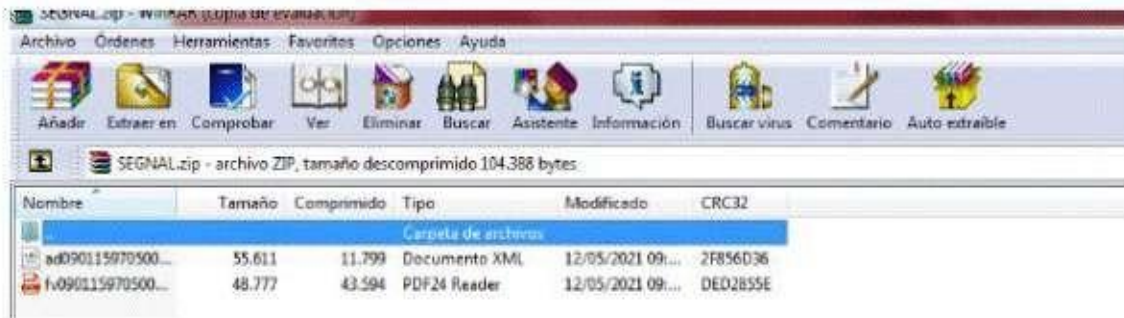 SEGNAL.zip - WinRAR (copia de evaluación)
Archivo Órdenes Herramientas Favoritos Opciones Ayuda
Añadir Extraer en Comprobar Ver Eliminar Buscar Asistente Información Buscar virus Comentario Auto extraíble
SEGNAL.zip - archivo ZIP, tamaño descomprimido 104.388 bytes
Nombre Tamaño Comprimido Tipo Modificado CRC32
.. Carpeta de archivos
ad090115970500... 55.611 11.799 Documento XML 12/05/2021 09:... 2F856D36
fv090115970500... 48.777 43.594 PDF24 Reader 12/05/2021 09:... DED2855E